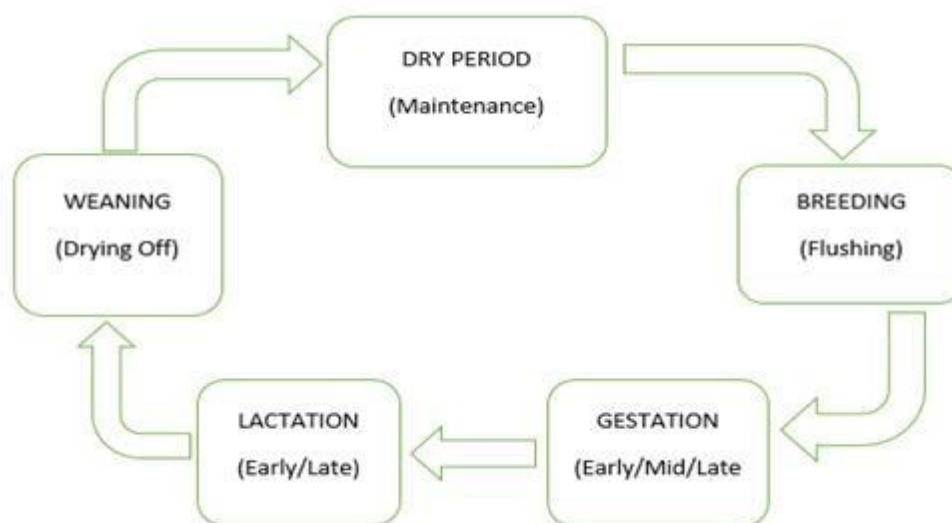 DRY PERIOD
(Maintenance)
BREEDING
(Flushing)
GESTATION
(Early/Mid/Late
LACTATION
(Early/Late)
WEANING
(Drying Off)